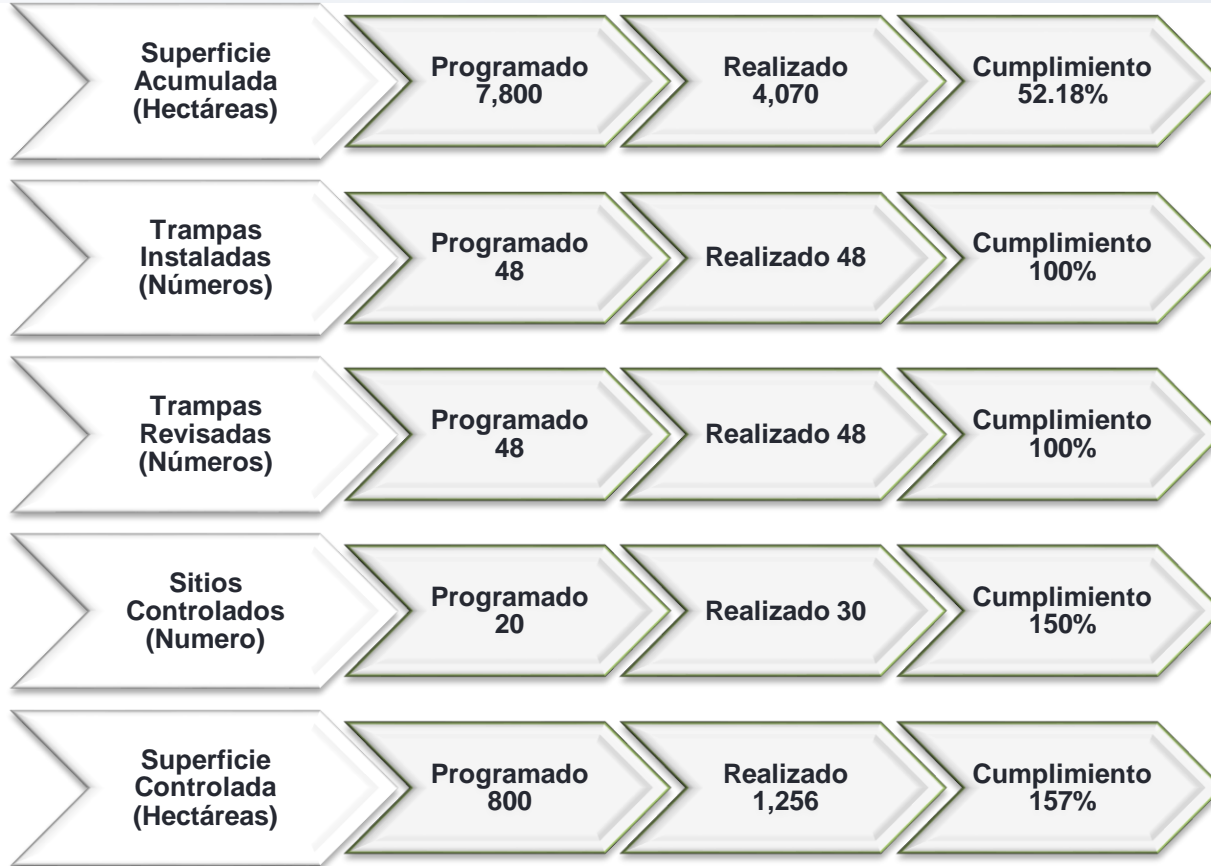 Superficie
Acumulada
(Hectáreas)
Programado
7,800
Realizado
4,070
Cumplimiento
52.18%
Trampas
Instaladas
(Números)
Programado
48
Realizado 48
Cumplimiento
100%
Trampas
Revisadas
(Números)
Programado
48
Realizado 48
Cumplimiento
100%
Sitios
Controlados
(Numero)
Programado
20
Realizado 30
Cumplimiento
150%
Superficie
Controlada
(Hectáreas)
Programado
800
Realizado
1,256
Cumplimiento
157%